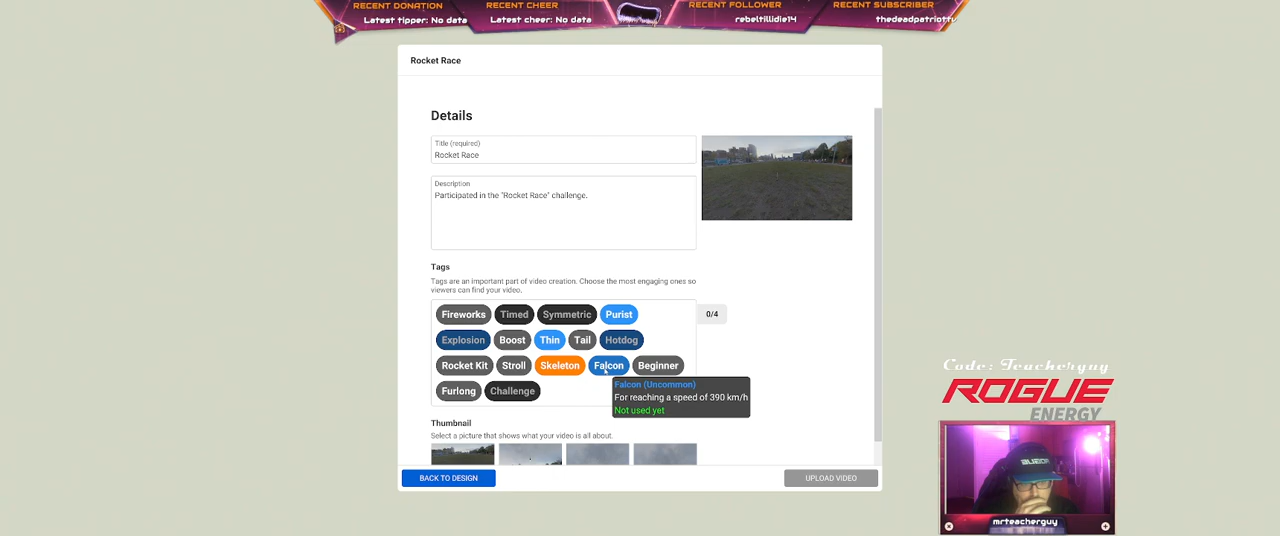 RECENT DONATION
RECENT CHEER
RECENT FOLLOWER
RECENT SUBSCRIBER
Latest tipper: No data
Latest cheer: No data
rebeltillidie14
thedeadpatriottv
Rocket Race
Details
Title (required)
Rocket Race
Description
Participated in the "Rocket Race" challenge.
Tags
Tags are an important part of video creation. Choose the most engaging ones so
viewers can find your video.
Fireworks Timed Symmetric Purist
0/4
Explosion Boost Thin Tail Hotdog
Rocket Kit Stroll Skeleton Falcon Beginner
Falcon (Uncommon)
For reaching a speed of 390 km/h
Not used yet
Furlong Challenge
Thumbnail
Select a picture that shows what your video is all about.
BACK TO DESIGN
UPLOAD VIDEO
Code: Teacherguy
ROGUE
ENERGY
mrteacherguy